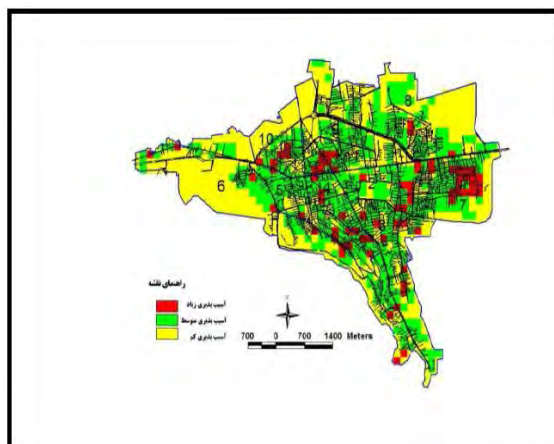 8
10
6
5
2
راهنمای نقشه
آسیب پذیری زیاد
آسیب پذیری متوسط
آسیب پذیری کم
700 0 700 1400 Meters